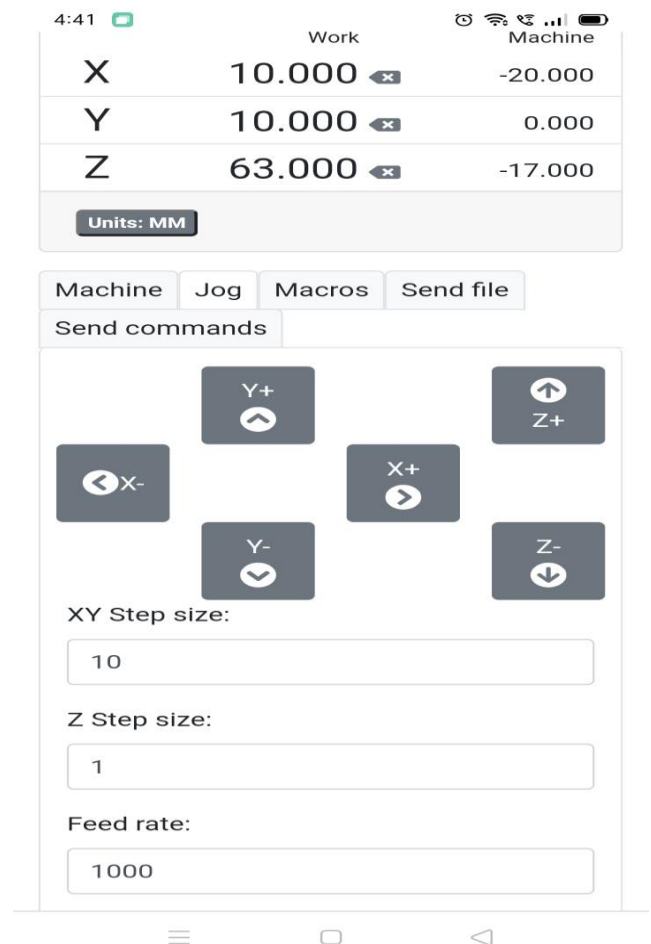 4:41
Work Machine
X 10.000 -20.000
Y 10.000 0.000
Z 63.000 -17.000
Units: MM
Machine Jog Macros Send file
Send commands
Y+ Z+
X- X+
Y- Z-
XY Step size:
10
Z Step size:
1
Feed rate:
1000